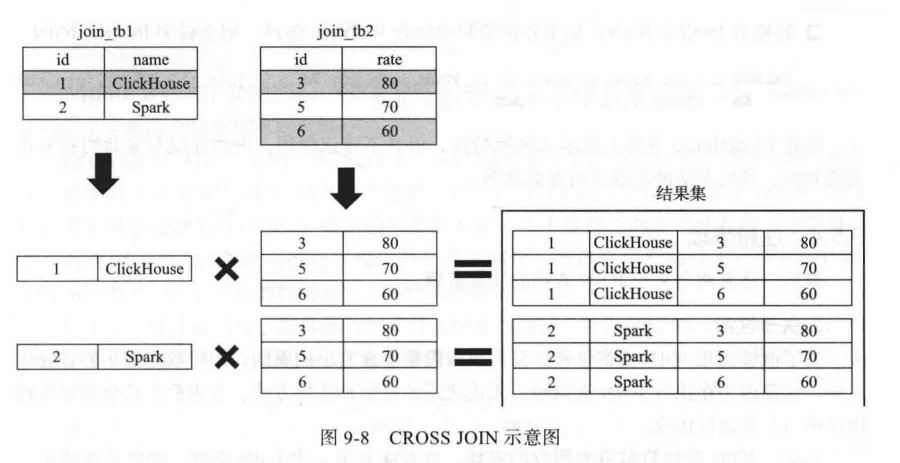 join_tb1 join_tb2
id name id rate
1 ClickHouse 3 80
2 Spark 5 70
6 60
结果集
3 80 1 ClickHouse 3 80
1 ClickHouse × 5 70 = 1 ClickHouse 5 70
6 60 1 ClickHouse 6 60
3 80 2 Spark 3 80
2 Spark × 5 70 = 2 Spark 5 70
6 60 2 Spark 6 60
图 9-8 CROSS JOIN 示意图